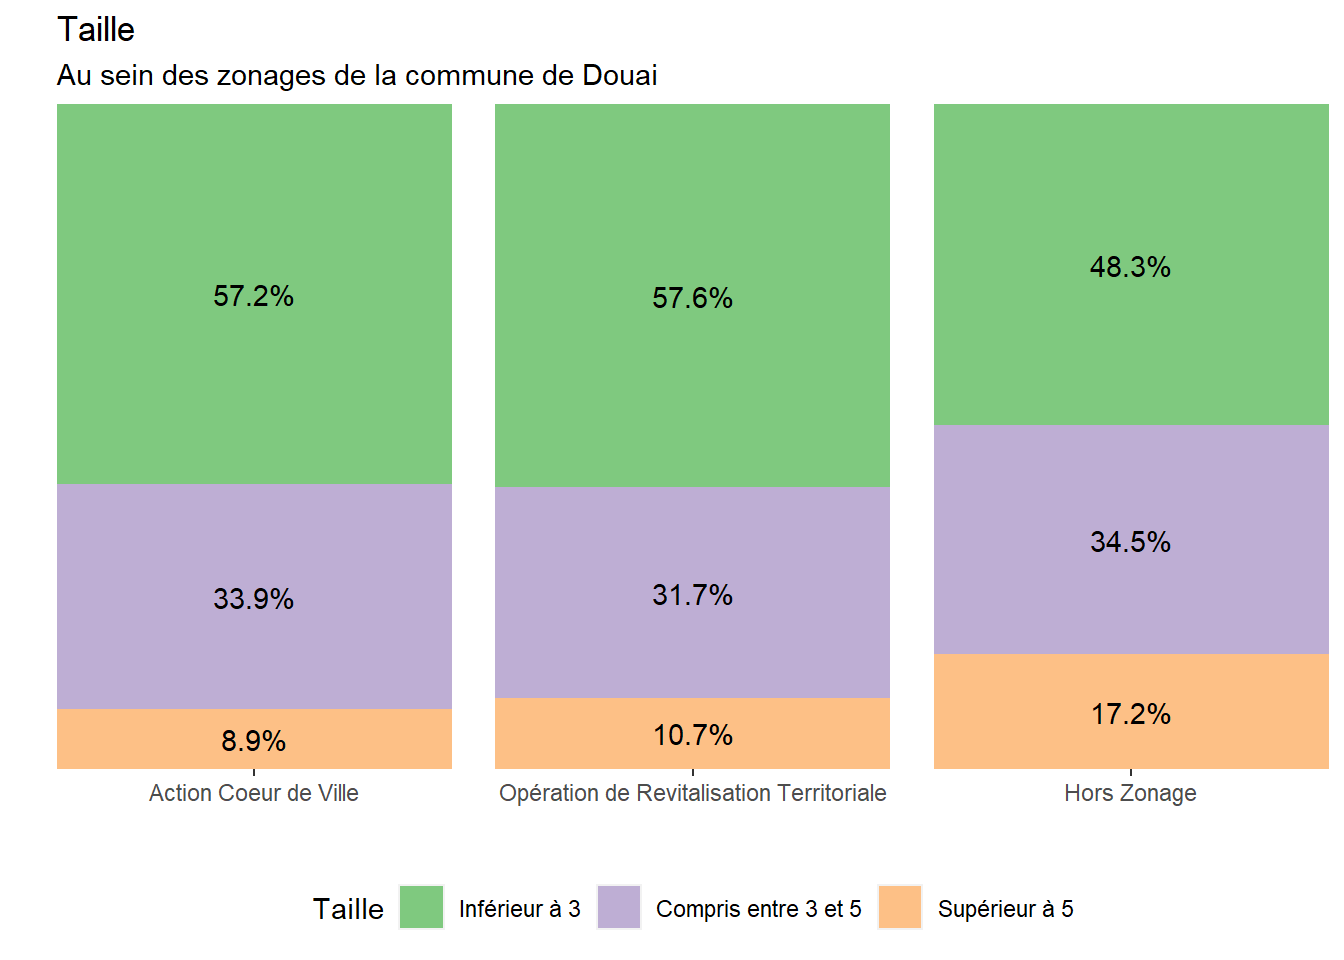 Taille
Au sein des zonages de la commune de Douai
57.2%
57.6%
48.3%
33.9%
31.7%
34.5%
8.9%
10.7%
17.2%
Action Coeur de Ville
Opération de Revitalisation Territoriale
Hors Zonage
Taille
Inférieur à 3
Compris entre 3 et 5
Supérieur à 5